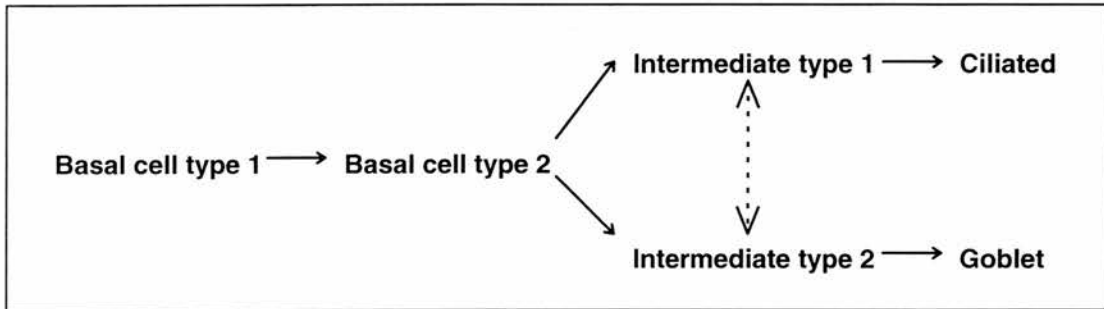 Intermediate type 1 Ciliated
Basal cell type 1 Basal cell type 2
Intermediate type 2 Goblet